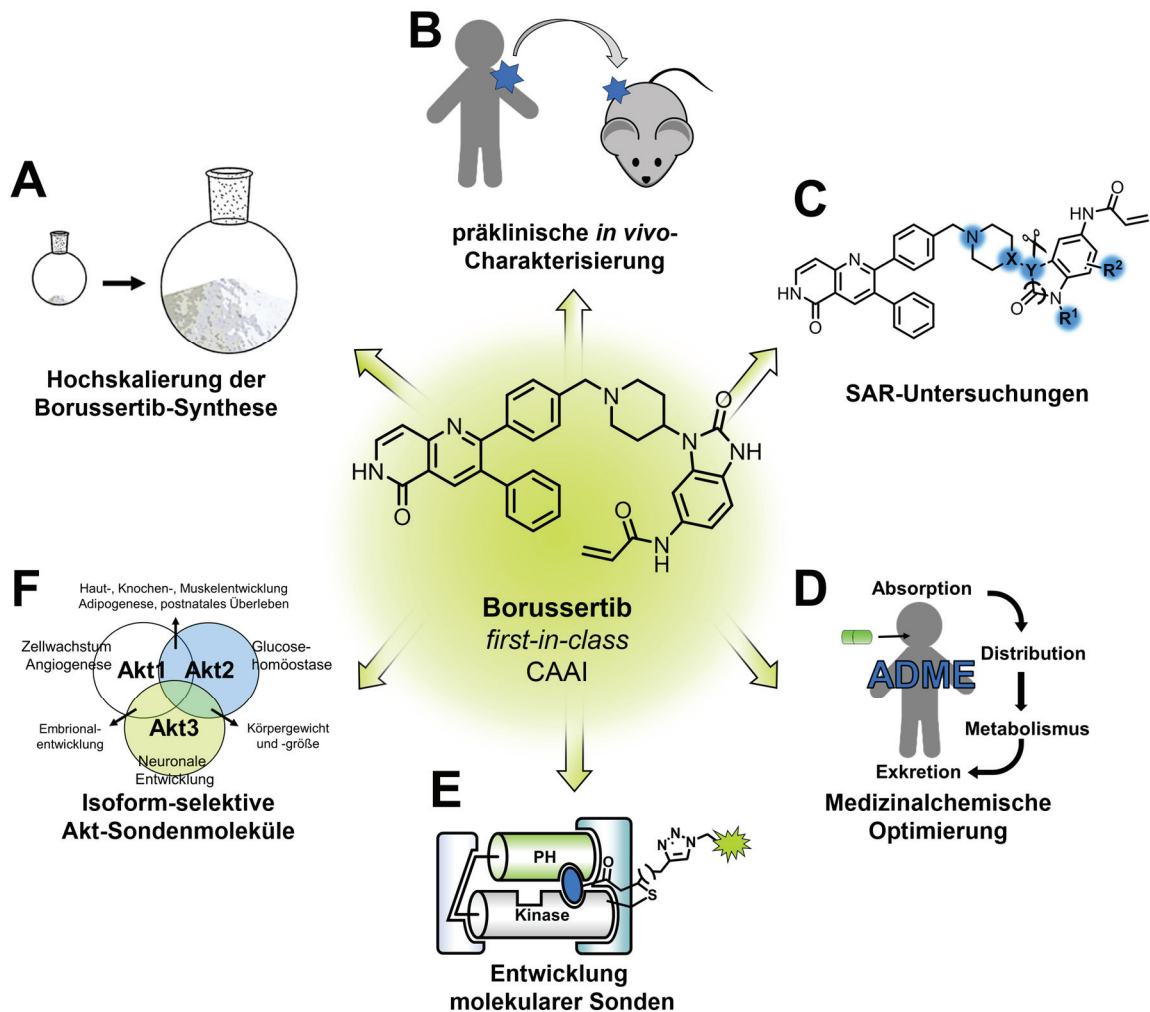 A
Hochskalierung der
Borussertib-Synthese
B
präklinische in vivo-
Charakterisierung
C
N
X
Y
O
N
R¹
R²
HN
O
N
HN
O
SAR-Untersuchungen
N
HN
O
N
O
N
NH
O
N
H
Borussertib
first-in-class
CAAI
D
Absorption
ADME
Distribution
Metabolismus
Exkretion
Medizinalchemische
Optimierung
E
PH
Kinase
O
S
N
N
N
Entwicklung
molekularer Sonden
F
Haut-, Knochen-, Muskelentwicklung
Adipogenese, postnatales Überleben
Zellwachstum
Angiogenese
Akt1
Akt2
Glucose-
homöostase
Akt3
Embrional-
entwicklung
Körpergewicht
und -größe
Neuronale
Entwicklung
Isoform-selektive
Akt-Sondenmoleküle